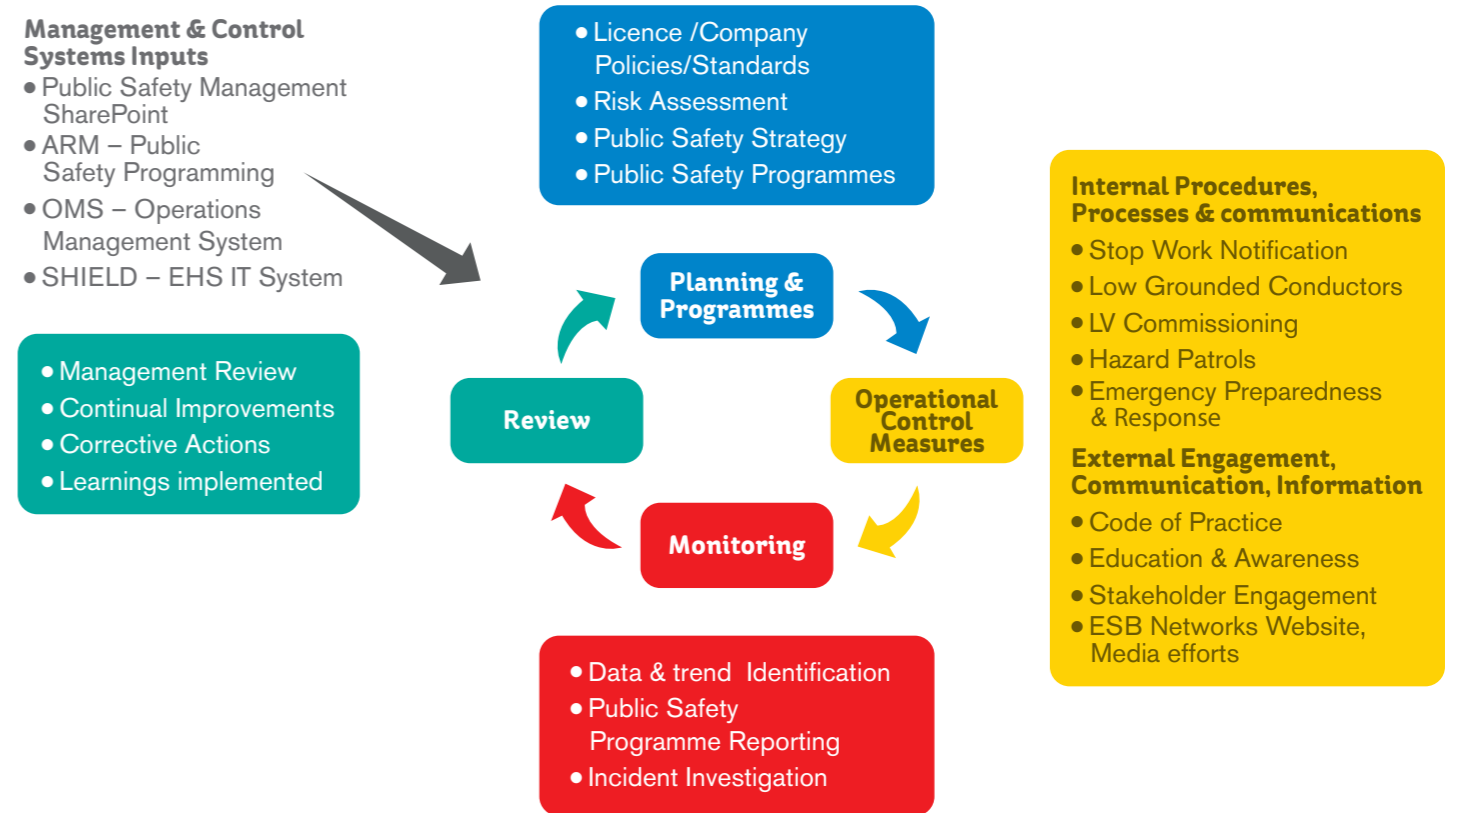 Management & Control
Systems Inputs
• Public Safety Management
SharePoint
• ARM – Public
Safety Programming
• OMS – Operations
Management System
• SHIELD – EHS IT System
• Licence /Company
Policies/Standards
• Risk Assessment
• Public Safety Strategy
• Public Safety Programmes
Planning &
Programmes
Operational
Control
Measures
Monitoring
Review
Internal Procedures,
Processes & communications
• Stop Work Notification
• Low Grounded Conductors
• LV Commissioning
• Hazard Patrols
• Emergency Preparedness
& Response
External Engagement,
Communication, Information
• Code of Practice
• Education & Awareness
• Stakeholder Engagement
• ESB Networks Website,
Media efforts
• Data & trend  Identification
• Public Safety
Programme Reporting
• Incident Investigation
• Management Review
• Continual Improvements
• Corrective Actions
• Learnings implemented